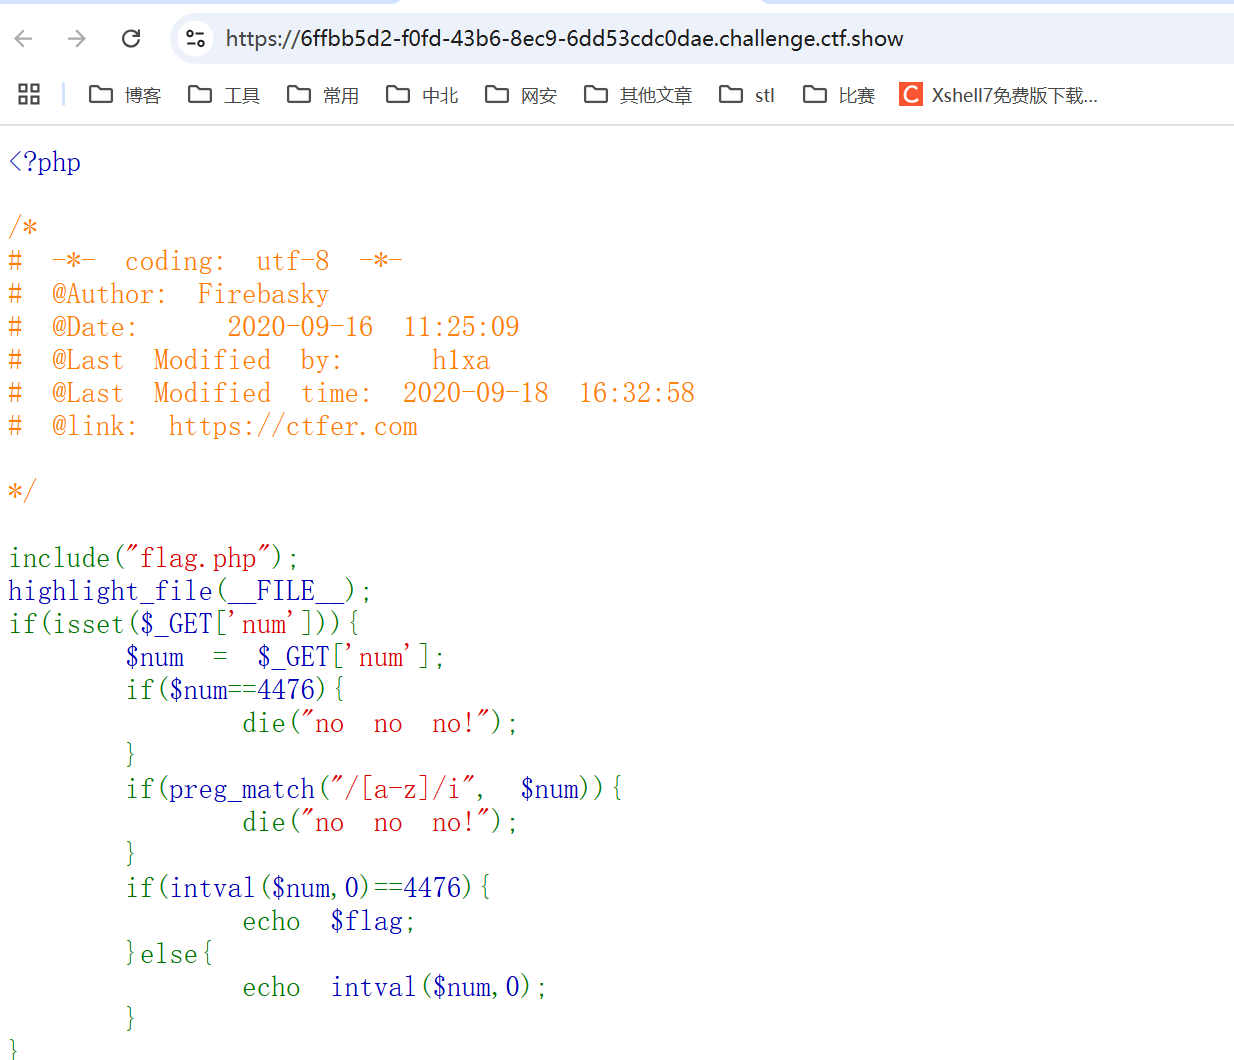 https://6ffbb5d2-f0fd-43b6-8ec9-6dd53cdc0dae.challenge.ctf.show
博客 工具 常用 中北 网安 其他文章 stl 比赛 C Xshell7免费版下载...
<?php
/*
# -*- coding: utf-8 -*-
# @Author: Firebasky
# @Date:   2020-09-16 11:25:09
# @Last Modified by:   h1xa
# @Last Modified time: 2020-09-18 16:32:58
# @link: https://ctfer.com
*/
include("flag.php");
highlight_file(__FILE__);
if(isset($_GET['num'])){
    $num = $_GET['num'];
    if($num==4476){
        die("no no no!");
    }
    if(preg_match("/[a-z]/i", $num)){
        die("no no no!");
    }
    if(intval($num,0)==4476){
        echo $flag;
    }else{
        echo intval($num,0);
    }
}